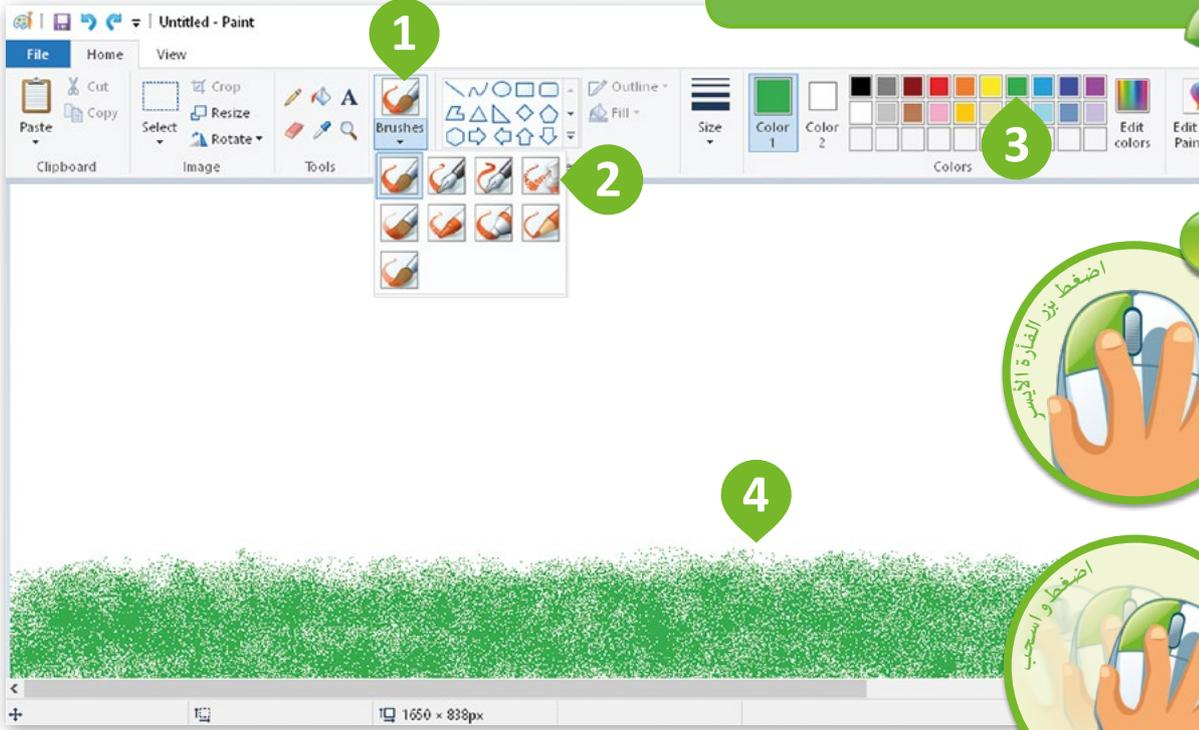 Untitled - Paint
File Home View
Paste
Cut
Copy
Clipboard
Select
Crop
Resize
Rotate
Image
A
Tools
Brushes
Outline
Fill
Size
Color 1
Color 2
Edit colors
Colors
Edit
Pain
1
2
3
4
اضغط بزر الفأرة الأيسر
اضغط و اسحب
1650 × 838px